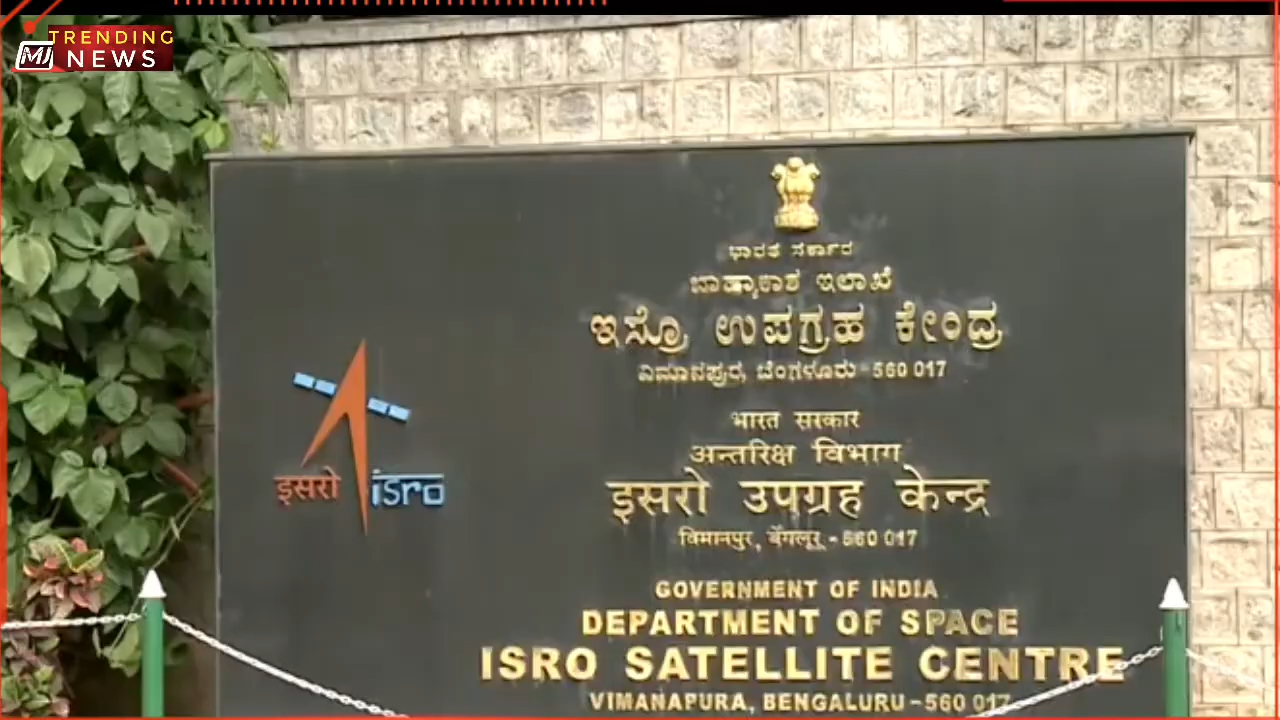 TRENDING
MJ NEWS
ಭಾರತ ಸರ್ಕಾರ
ಬಾಹ್ಯಾಕಾಶ ಇಲಾಖೆ
ಇಸ್ರೊ ಉಪಗ್ರಹ ಕೇಂದ್ರ
ವಿಮಾನಪುರ, ಬೆಂಗಳೂರು-560 017
भारत सरकार
अन्तरिक्ष विभाग
इसरो उपग्रह केन्द्र
विमानपुर, बेंगलूर् - 560 017
इसरो isro
GOVERNMENT OF INDIA
DEPARTMENT OF SPACE
ISRO SATELLITE CENTRE
VIMANAPURA, BENGALURU-560 017